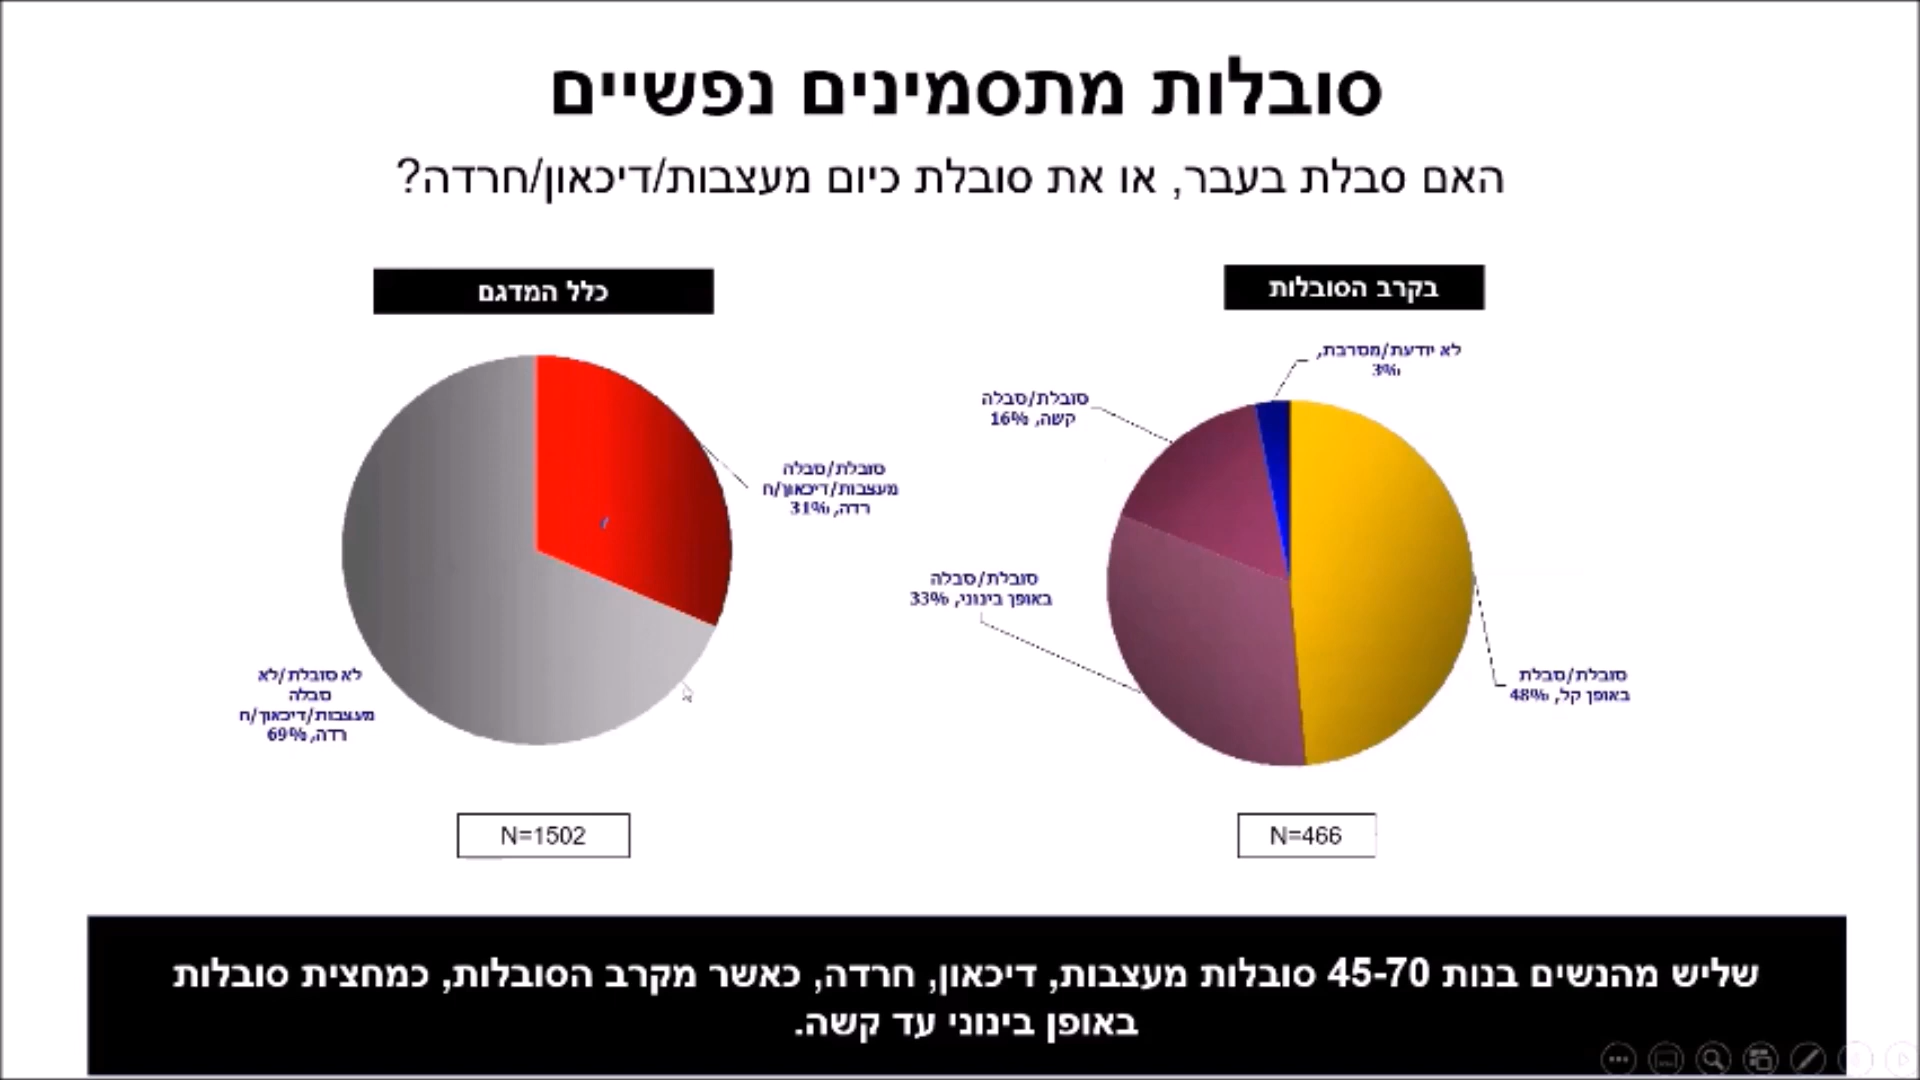 סובלות מתסמינים נפשיים
האם סבלת בעבר, או את סובלת כיום מעצבות/דיכאון/חרדה?
בקרב הסובלות
לא יודעת/מסרבת,
3%
סובלת/סבלה
קשה, 16%
סובלת/סבלה
באופן בינוני, 33%
סובלת/סבלת
באופן קל, 48%
N=466
כלל המדגם
סובלת/סבלה
מעצבות/דיכאון/ח
רדה, 31%
לא סובלת/לא
סבלה
מעצבות/דיכאון/ח
רדה, 69%
N=1502
שליש מהנשים בנות 45-70 סובלות מעצבות, דיכאון, חרדה, כאשר מקרב הסובלות, כמחצית סובלות
באופן בינוני עד קשה.